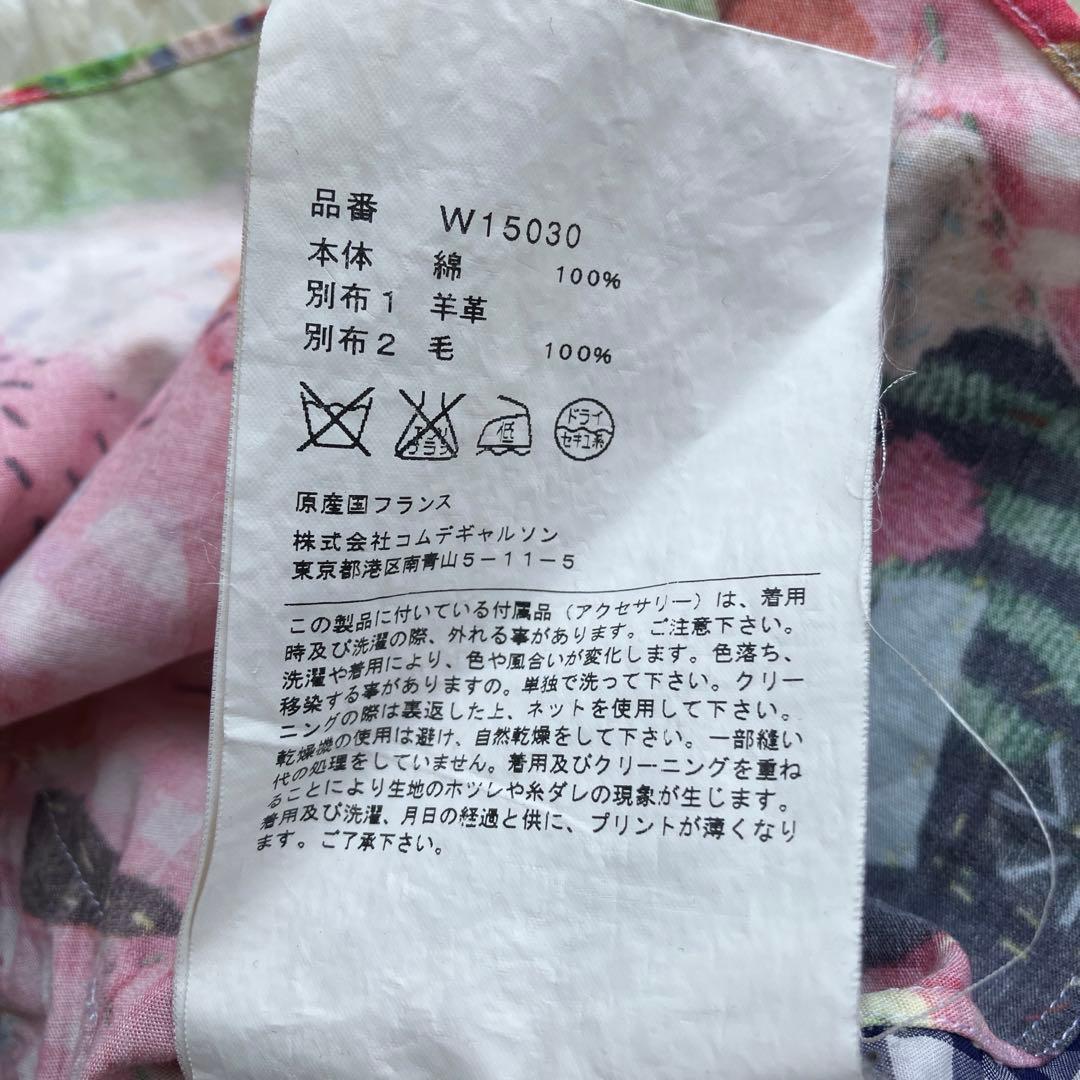 品番 W15030
本体 綿 100%
別布1 羊革
別布2 毛 100%
低 ドライ セキユ系
原産国フランス
株式会社コムデギャルソン
東京都港区南青山5-11-5
この製品に付いている付属品（アクセサリー）は、着用
時及び洗濯の際、外れる事があります。ご注意下さい。
洗濯や着用により、色や風合いが変化します。色落ち、
移染する事がありますの。単独で洗って下さい。クリー
ニングの際は裏返した上、ネットを使用して下さい。
乾燥機の使用は避け、自然乾燥をして下さい。一部縫い
代の処理をしていません。着用及びクリーニングを重ね
ることにより生地のホツレや糸ダレの現象が生じます。
着用及び洗濯、月日の経過と供に、プリントが薄くなり
ます。ご了承下さい。